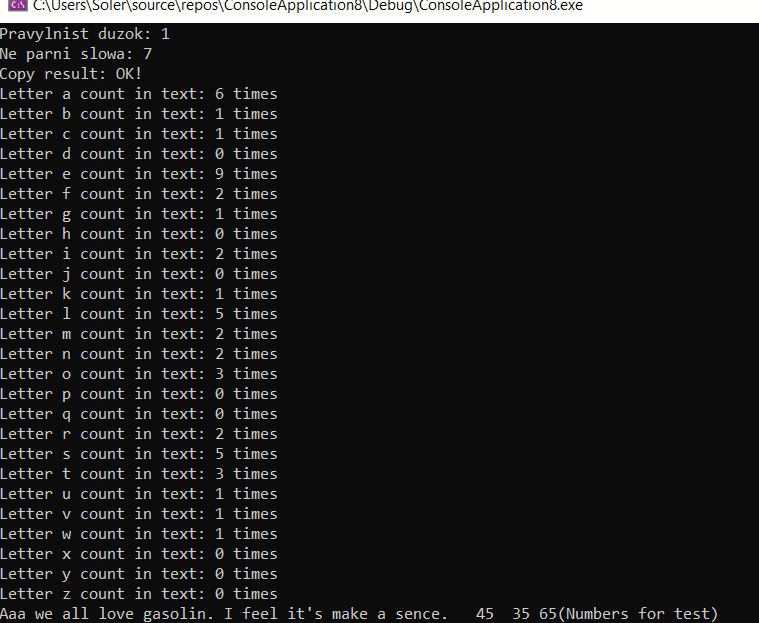 C:\Users\Soler\source\repos\ConsoleApplication8\Debug\ConsoleApplication8.exe
Pravylnist duzok: 1
Ne parni slowa: 7
Copy result: OK!
Letter a count in text: 6 times
Letter b count in text: 1 times
Letter c count in text: 1 times
Letter d count in text: 0 times
Letter e count in text: 9 times
Letter f count in text: 2 times
Letter g count in text: 1 times
Letter h count in text: 0 times
Letter i count in text: 2 times
Letter j count in text: 0 times
Letter k count in text: 1 times
Letter l count in text: 5 times
Letter m count in text: 2 times
Letter n count in text: 2 times
Letter o count in text: 3 times
Letter p count in text: 0 times
Letter q count in text: 0 times
Letter r count in text: 2 times
Letter s count in text: 5 times
Letter t count in text: 3 times
Letter u count in text: 1 times
Letter v count in text: 1 times
Letter w count in text: 1 times
Letter x count in text: 0 times
Letter y count in text: 0 times
Letter z count in text: 0 times
Aaa we all love gasolin. I feel it's make a sence.   45  35 65(Numbers for test)